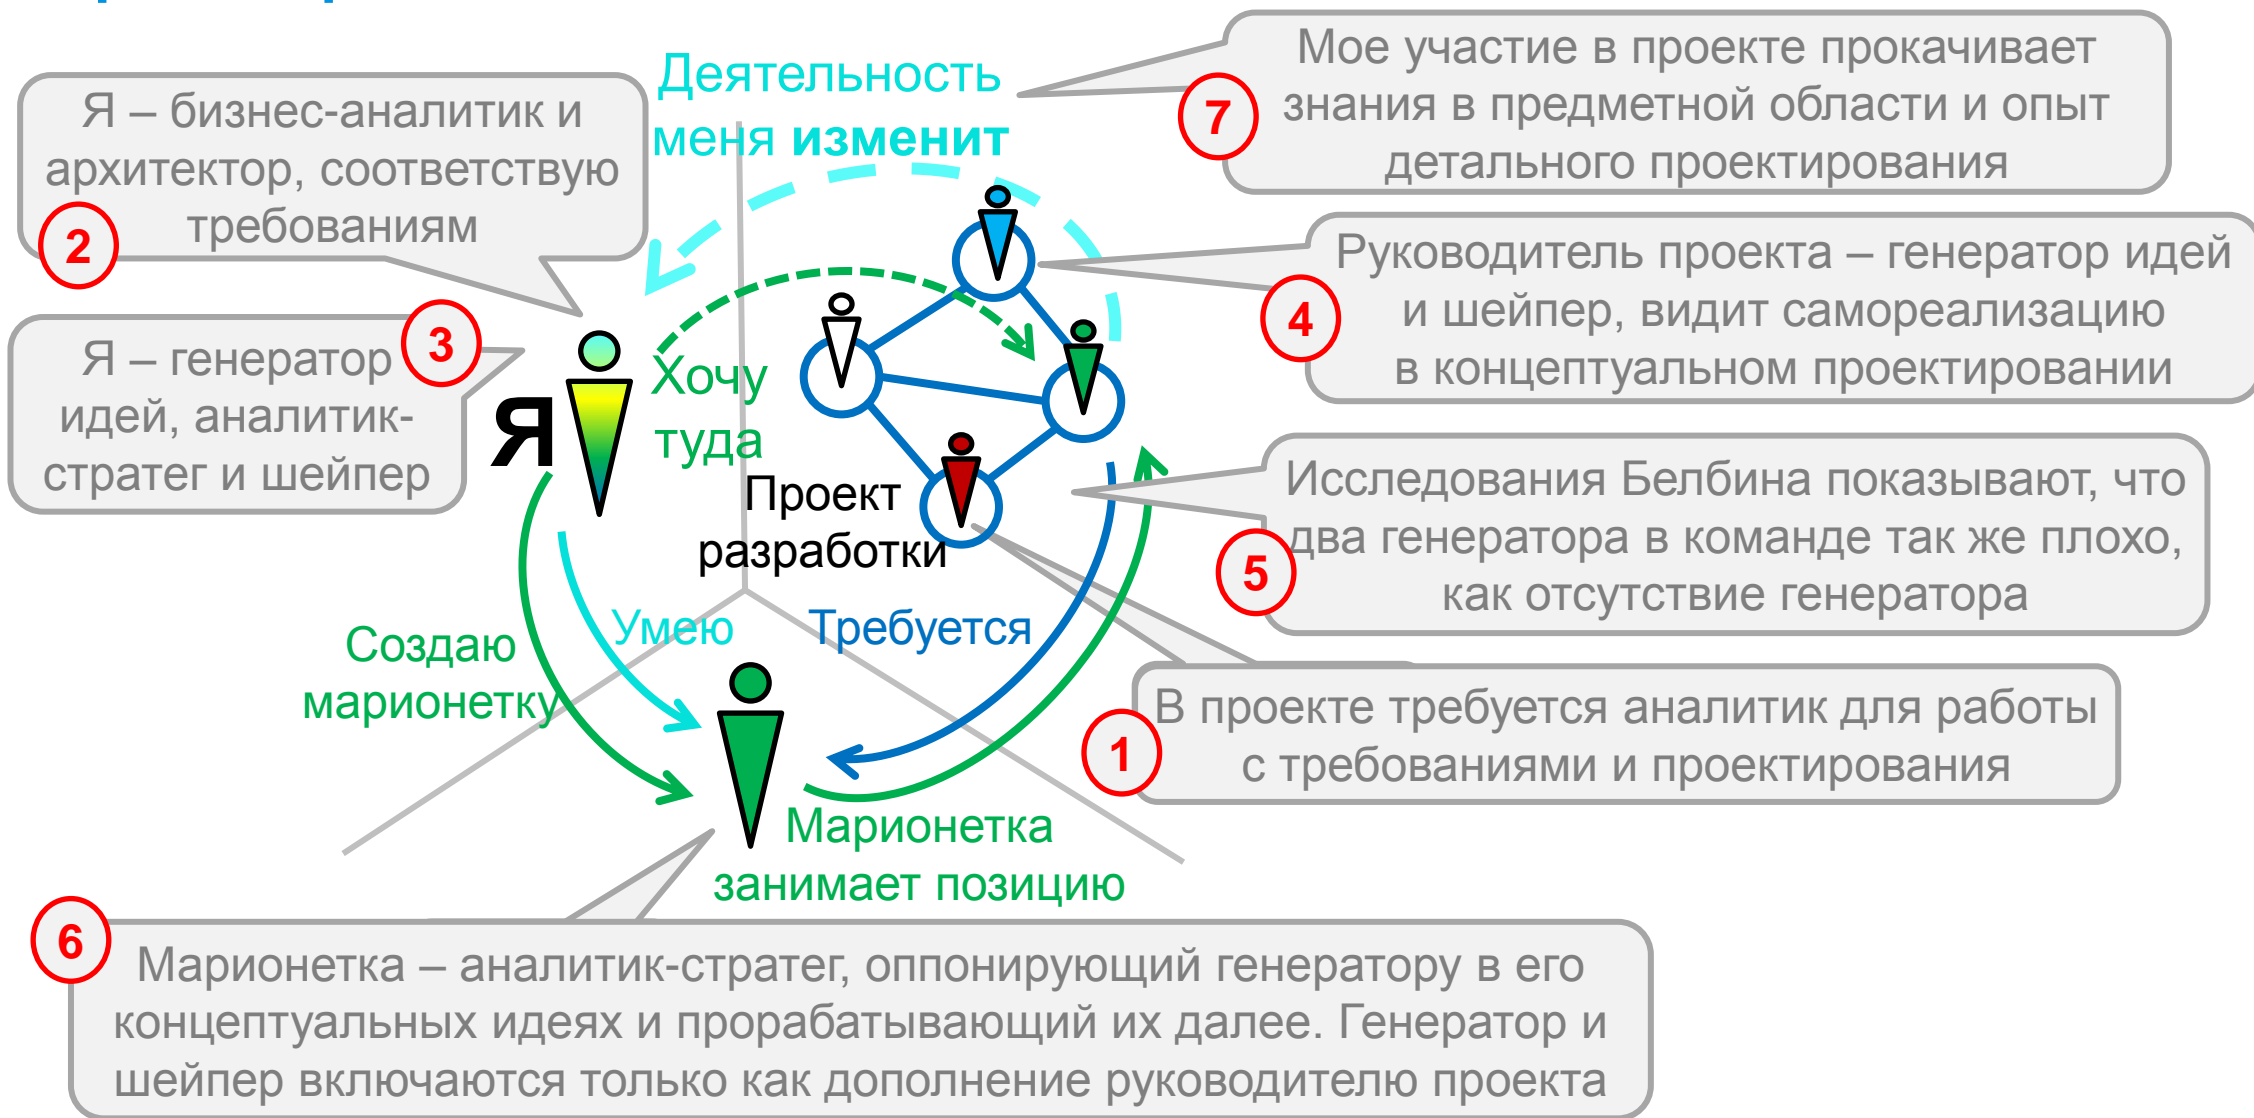 Деятельность
меня изменит
Мое участие в проекте прокачивает
знания в предметной области и опыт
детального проектирования
7
Я – бизнес-аналитик и
архитектор, соответствую
требованиям
2
Руководитель проекта – генератор идей
и шейпер, видит самореализацию
в концептуальном проектировании
4
Я – генератор
идей, аналитик-
стратег и шейпер
3
Я
Хочу
туда
Проект
разработки
Исследования Белбина показывают, что
два генератора в команде так же плохо,
как отсутствие генератора
5
Создаю
марионетку
Умею
Требуется
В проекте требуется аналитик для работы
с требованиями и проектирования
1
Марионетка
занимает позицию
6
Марионетка – аналитик-стратег, оппонирующий генератору в его
концептуальных идеях и прорабатывающий их далее. Генератор и
шейпер включаются только как дополнение руководителю проекта